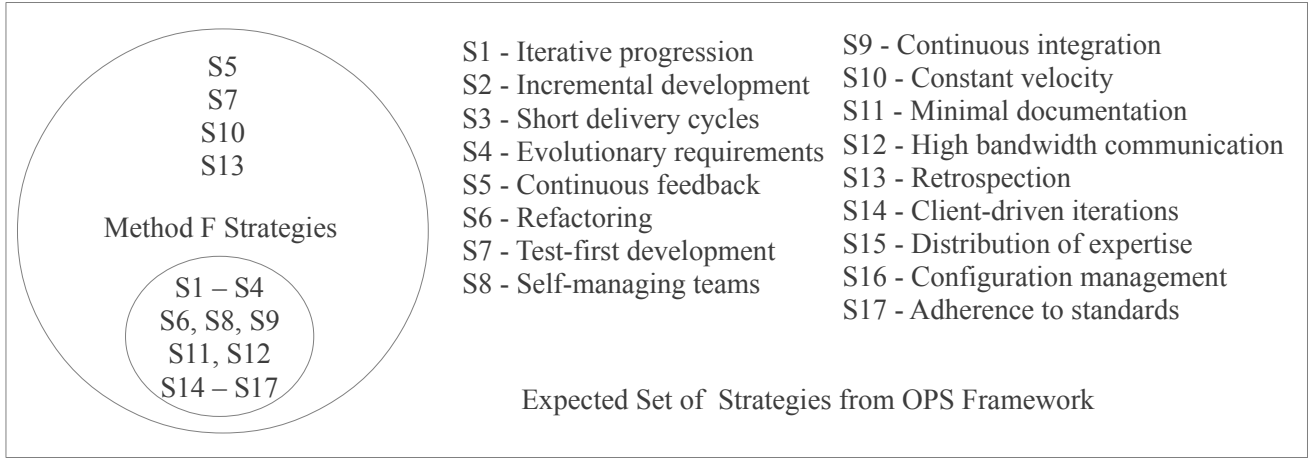 S5
S7
S10
S13
Method F Strategies
S1 – S4
S6, S8, S9
S11, S12
S14 – S17
S1 - Iterative progression
S2 - Incremental development
S3 - Short delivery cycles
S4 - Evolutionary requirements
S5 - Continuous feedback
S6 - Refactoring
S7 - Test-first development
S8 - Self-managing teams
S9 - Continuous integration
S10 - Constant velocity
S11 - Minimal documentation
S12 - High bandwidth communication
S13 - Retrospection
S14 - Client-driven iterations
S15 - Distribution of expertise
S16 - Configuration management
S17 - Adherence to standards
Expected Set of Strategies from OPS Framework